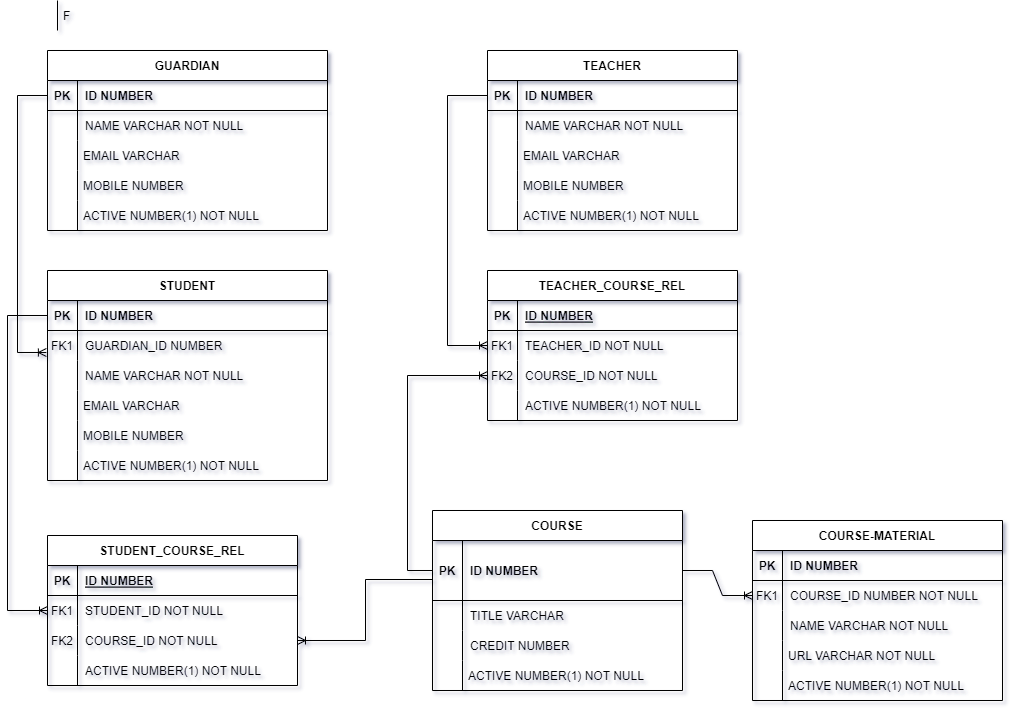 F
GUARDIAN
PK ID NUMBER
NAME VARCHAR NOT NULL
EMAIL VARCHAR
MOBILE NUMBER
ACTIVE NUMBER(1) NOT NULL
TEACHER
PK ID NUMBER
NAME VARCHAR NOT NULL
EMAIL VARCHAR
MOBILE NUMBER
ACTIVE NUMBER(1) NOT NULL
STUDENT
PK ID NUMBER
FK1 GUARDIAN_ID NUMBER
NAME VARCHAR NOT NULL
EMAIL VARCHAR
MOBILE NUMBER
ACTIVE NUMBER(1) NOT NULL
TEACHER_COURSE_REL
PK ID NUMBER
FK1 TEACHER_ID NOT NULL
FK2 COURSE_ID NOT NULL
ACTIVE NUMBER(1) NOT NULL
STUDENT_COURSE_REL
PK ID NUMBER
FK1 STUDENT_ID NOT NULL
FK2 COURSE_ID NOT NULL
ACTIVE NUMBER(1) NOT NULL
COURSE
PK ID NUMBER
TITLE VARCHAR
CREDIT NUMBER
ACTIVE NUMBER(1) NOT NULL
COURSE-MATERIAL
PK ID NUMBER
FK1 COURSE_ID NUMBER NOT NULL
NAME VARCHAR NOT NULL
URL VARCHAR NOT NULL
ACTIVE NUMBER(1) NOT NULL